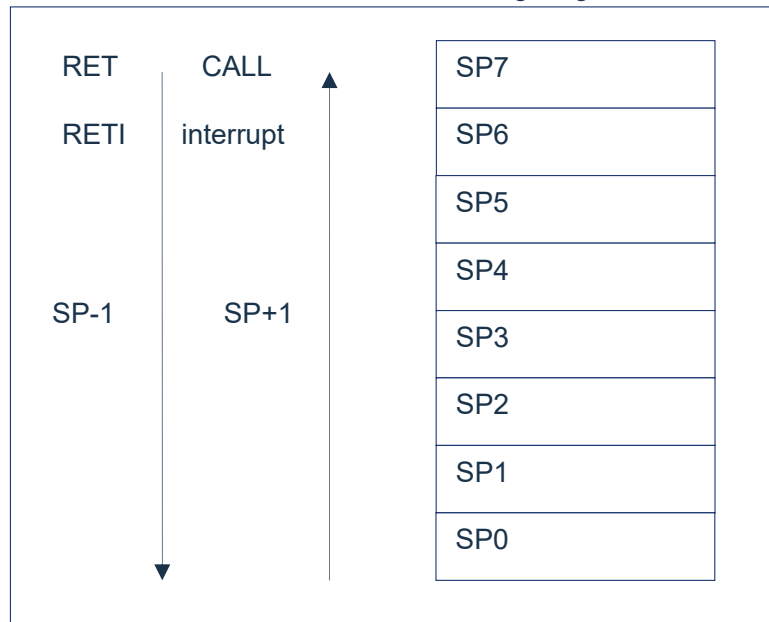 RET CALL SP7
RETI interrupt SP6
SP5
SP4
SP-1 SP+1 SP3
SP2
SP1
SP0